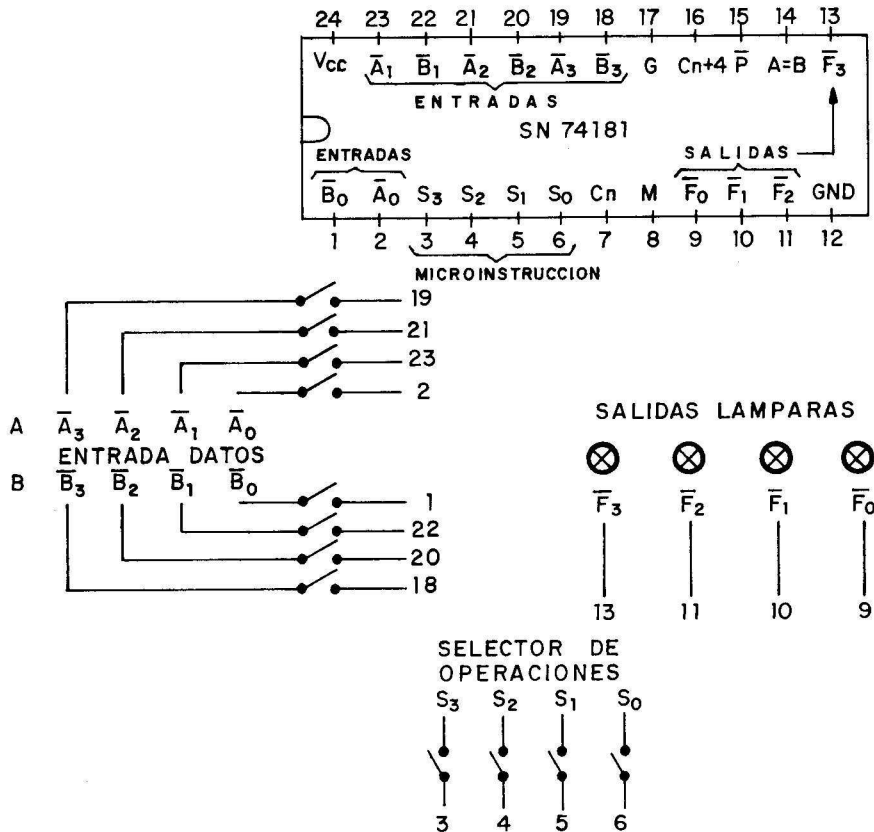 24 23 22 21 20 19 18 17 16 15 14 13
Vcc A̅1 B̅1 A̅2 B̅2 A̅3 B̅3 G Cn+4 P̅ A=B F̅3
ENTRADAS
SN 74181
ENTRADAS
SALIDAS
B̅0 A̅0 S3 S2 S1 S0 Cn M F̅0 F̅1 F̅2 GND
1 2 3 4 5 6 7 8 9 10 11 12
MICROINSTRUCCION
19
21
23
2
A A̅3 A̅2 A̅1 A̅0
ENTRADA DATOS
B B̅3 B̅2 B̅1 B̅0
1
22
20
18
SALIDAS LAMPARAS
F̅3 F̅2 F̅1 F̅0
13 11 10 9
SELECTOR DE
OPERACIONES
S3 S2 S1 S0
3 4 5 6